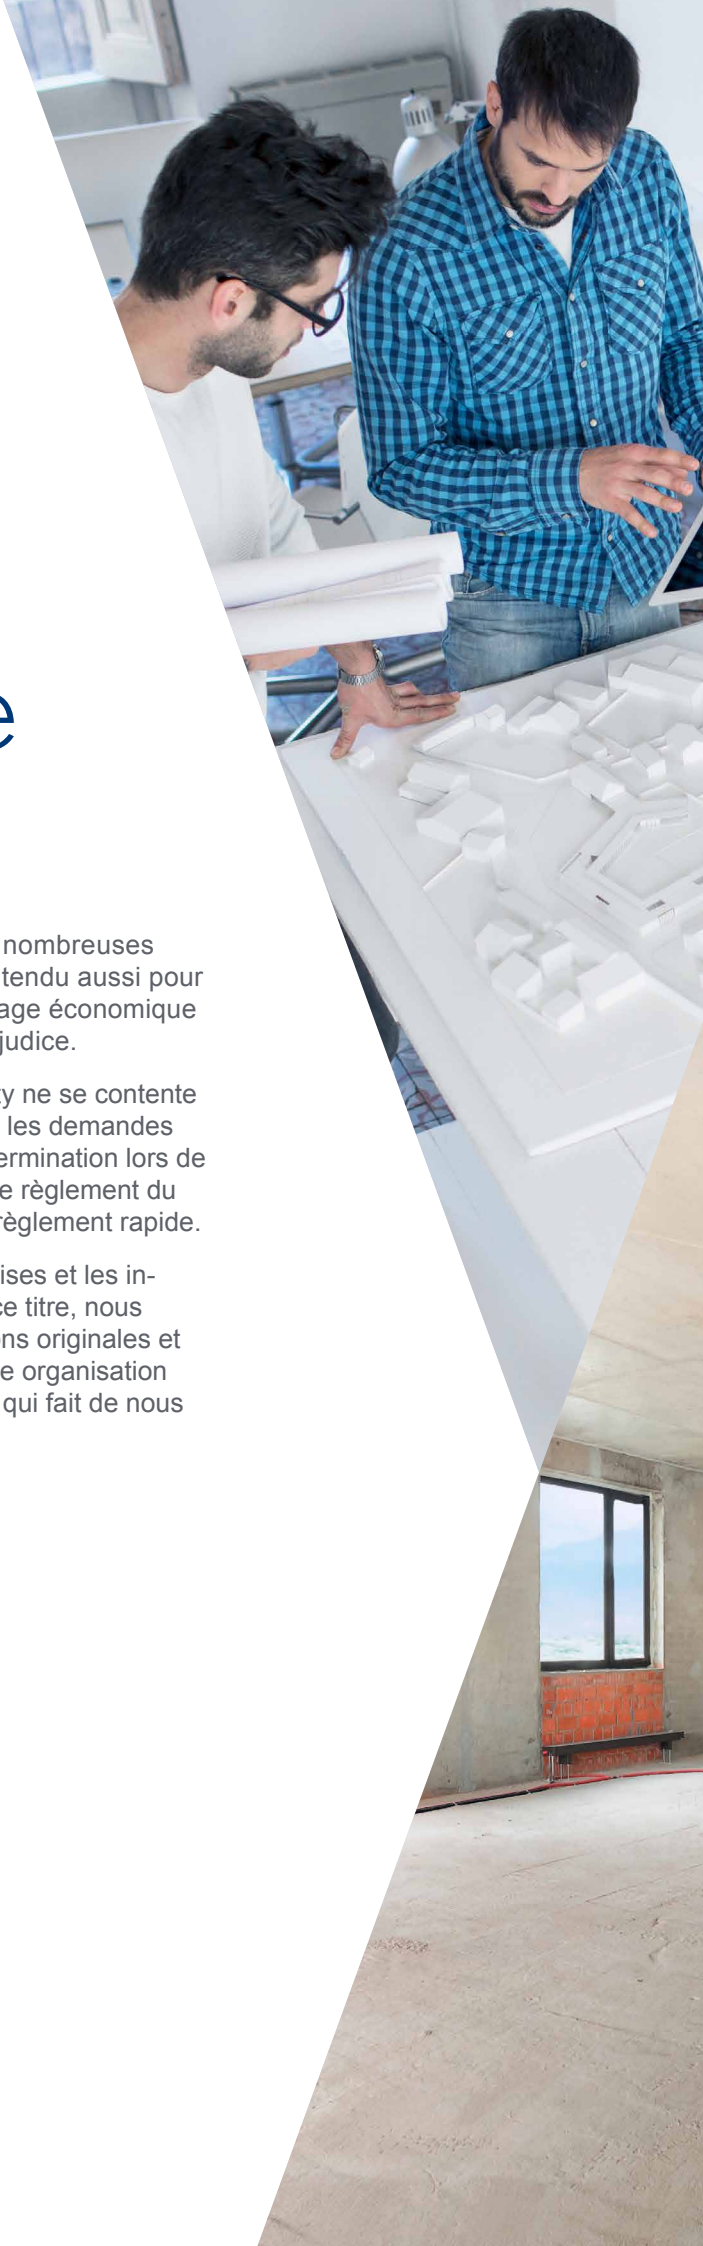 e
nombreuses
tendu aussi pour
age économique
judice.
ty ne se contente
les demandes
ermination lors de
e règlement du
règlement rapide.
ises et les in-
ce titre, nous
ons originales et
e organisation
qui fait de nous